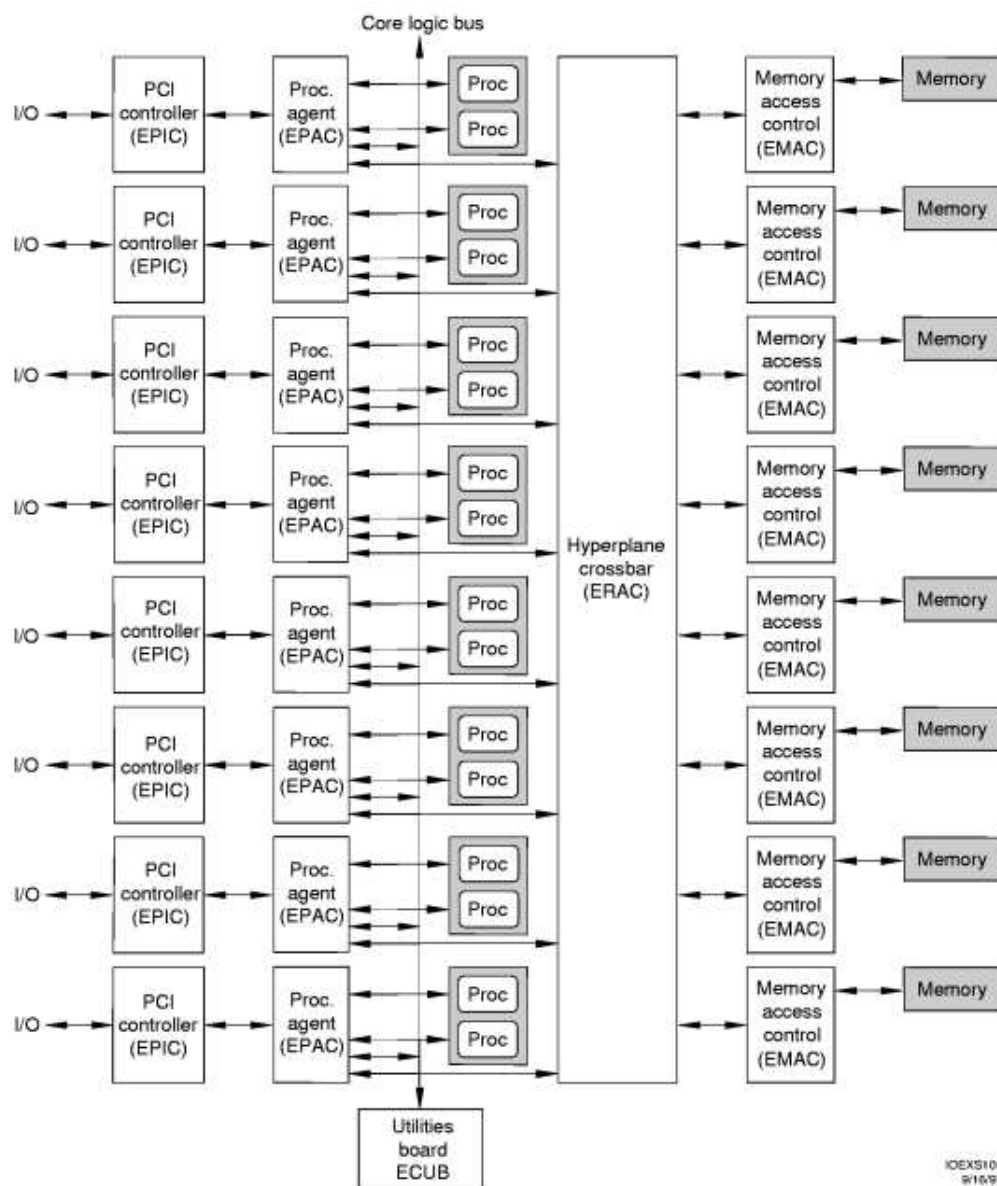 Core logic bus
I/O
PCI
controller
(EPIC)
Proc.
agent
(EPAC)
Proc
Proc
Memory
access
control
(EMAC)
Memory
I/O
PCI
controller
(EPIC)
Proc.
agent
(EPAC)
Proc
Proc
Memory
access
control
(EMAC)
Memory
I/O
PCI
controller
(EPIC)
Proc.
agent
(EPAC)
Proc
Proc
Memory
access
control
(EMAC)
Memory
I/O
PCI
controller
(EPIC)
Proc.
agent
(EPAC)
Proc
Proc
Memory
access
control
(EMAC)
Memory
Hyperplane
crossbar
(ERAC)
I/O
PCI
controller
(EPIC)
Proc.
agent
(EPAC)
Proc
Proc
Memory
access
control
(EMAC)
Memory
I/O
PCI
controller
(EPIC)
Proc.
agent
(EPAC)
Proc
Proc
Memory
access
control
(EMAC)
Memory
I/O
PCI
controller
(EPIC)
Proc.
agent
(EPAC)
Proc
Proc
Memory
access
control
(EMAC)
Memory
I/O
PCI
controller
(EPIC)
Proc.
agent
(EPAC)
Proc
Proc
Memory
access
control
(EMAC)
Memory
Utilities
board
ECUB